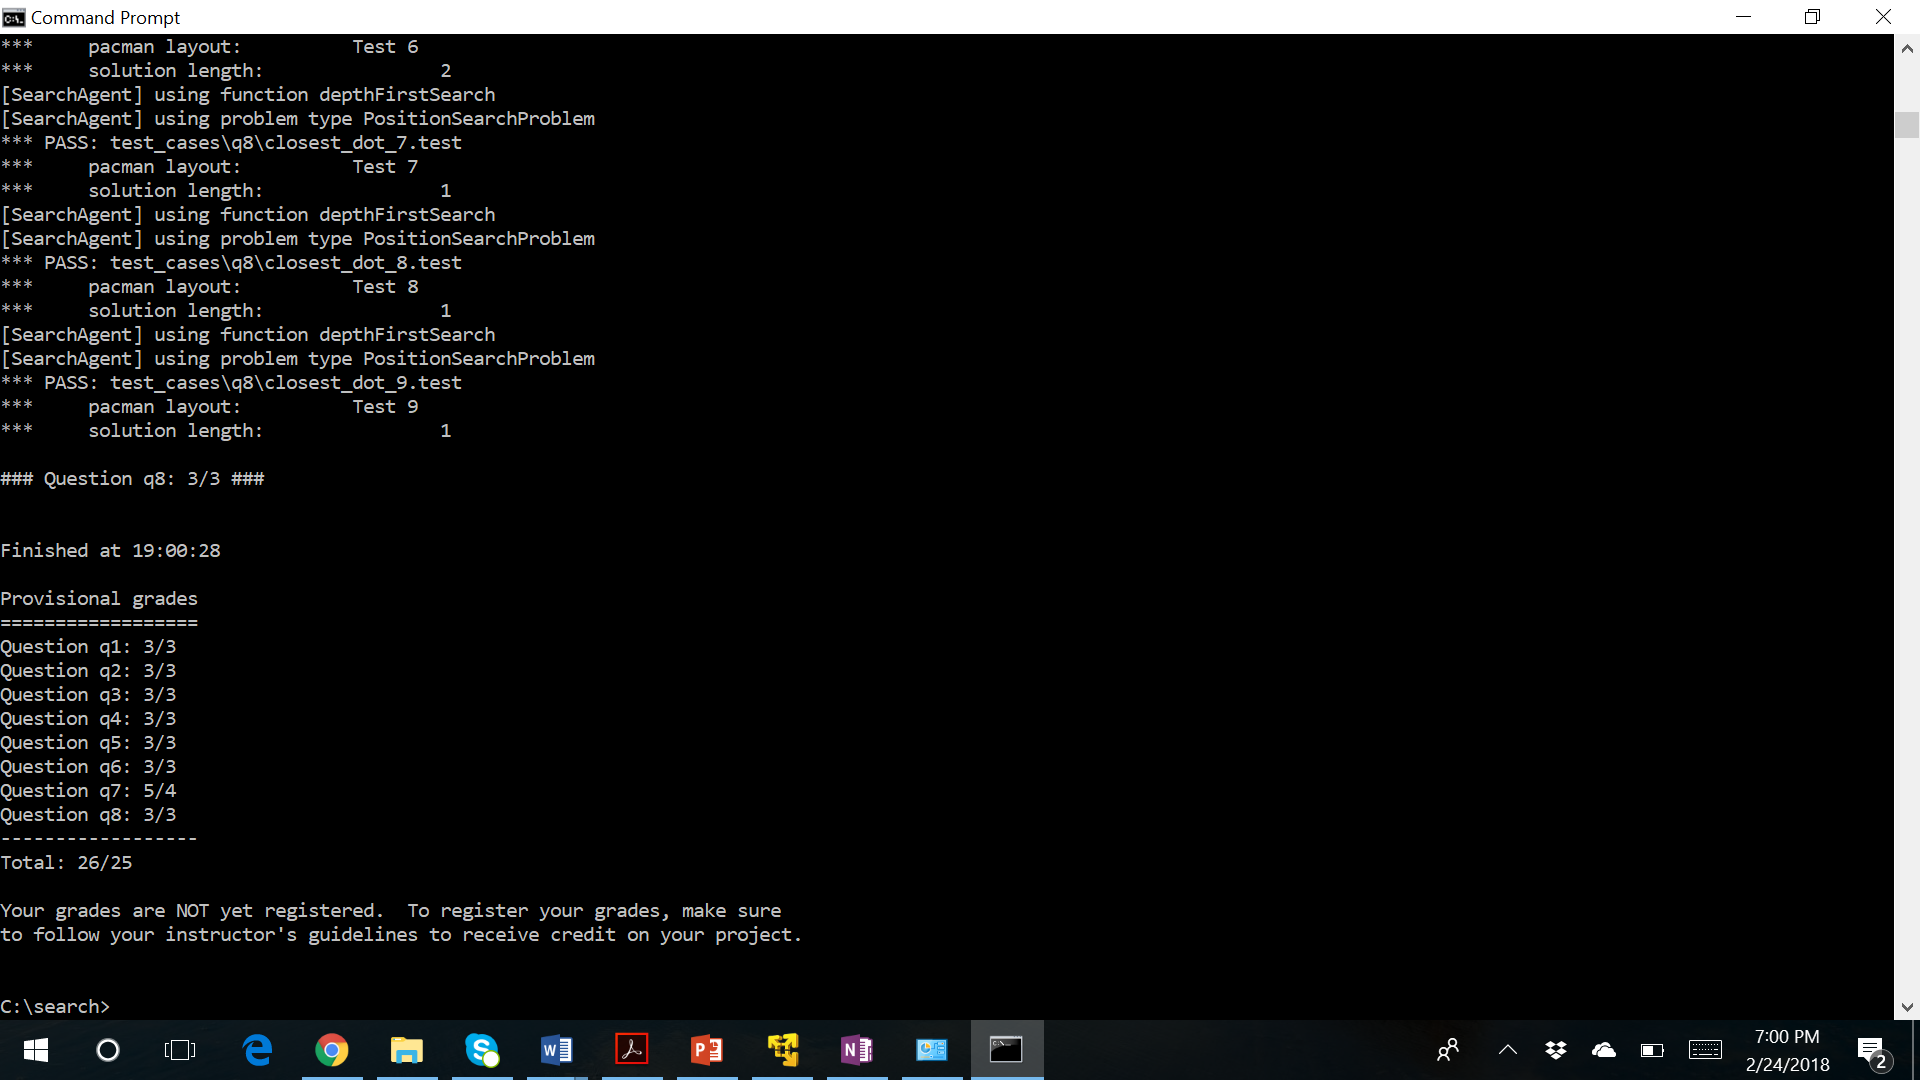 Command Prompt
***     pacman layout:          Test 6
***     solution length:                2
[SearchAgent] using function depthFirstSearch
[SearchAgent] using problem type PositionSearchProblem
*** PASS: test_cases\q8\closest_dot_7.test
***     pacman layout:          Test 7
***     solution length:                1
[SearchAgent] using function depthFirstSearch
[SearchAgent] using problem type PositionSearchProblem
*** PASS: test_cases\q8\closest_dot_8.test
***     pacman layout:          Test 8
***     solution length:                1
[SearchAgent] using function depthFirstSearch
[SearchAgent] using problem type PositionSearchProblem
*** PASS: test_cases\q8\closest_dot_9.test
***     pacman layout:          Test 9
***     solution length:                1
### Question q8: 3/3 ###
Finished at 19:00:28
Provisional grades
==================
Question q1: 3/3
Question q2: 3/3
Question q3: 3/3
Question q4: 3/3
Question q5: 3/3
Question q6: 3/3
Question q7: 5/4
Question q8: 3/3
------------------
Total: 26/25
Your grades are NOT yet registered.  To register your grades, make sure
to follow your instructor's guidelines to receive credit on your project.
C:\search>
7:00 PM
2/24/2018
2